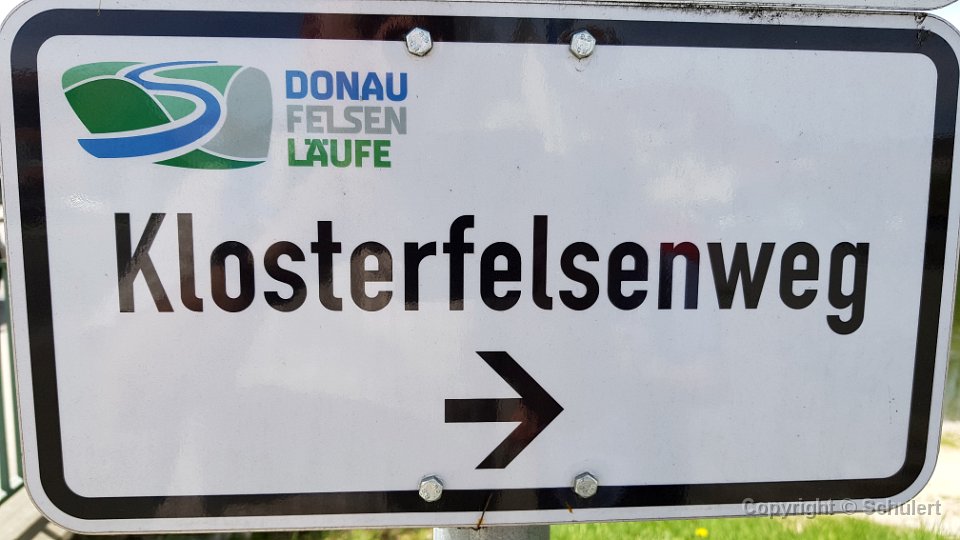 DONAU
FELSEN
LÄUFE
Klosterfelsenweg
Copyright © Schulert